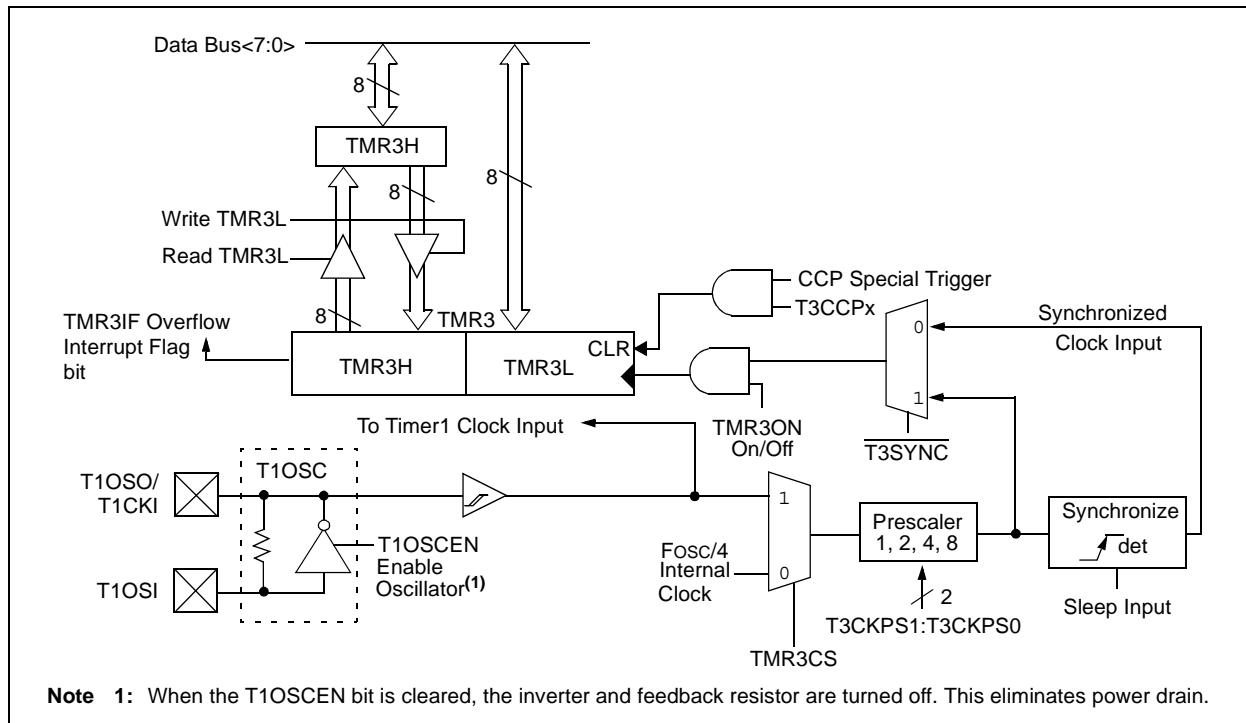 Data Bus<7:0>
8
TMR3H
8
8
Write TMR3L
Read TMR3L
CCP Special Trigger
T3CCPx
8
TMR3
TMR3IF Overflow
Interrupt Flag
bit
TMR3H
TMR3L
CLR
0
1
Synchronized
Clock Input
To Timer1 Clock Input
TMR3ON
On/Off
T3SYNC
T1OSO/
T1CKI
T1OSC
T1OSI
T1OSCEN
Enable
Oscillator(1)
FOSC/4
Internal
Clock
1
0
Prescaler
1, 2, 4, 8
Synchronize
det
2
T3CKPS1:T3CKPS0
Sleep Input
TMR3CS
Note 1: When the T1OSCEN bit is cleared, the inverter and feedback resistor are turned off. This eliminates power drain.